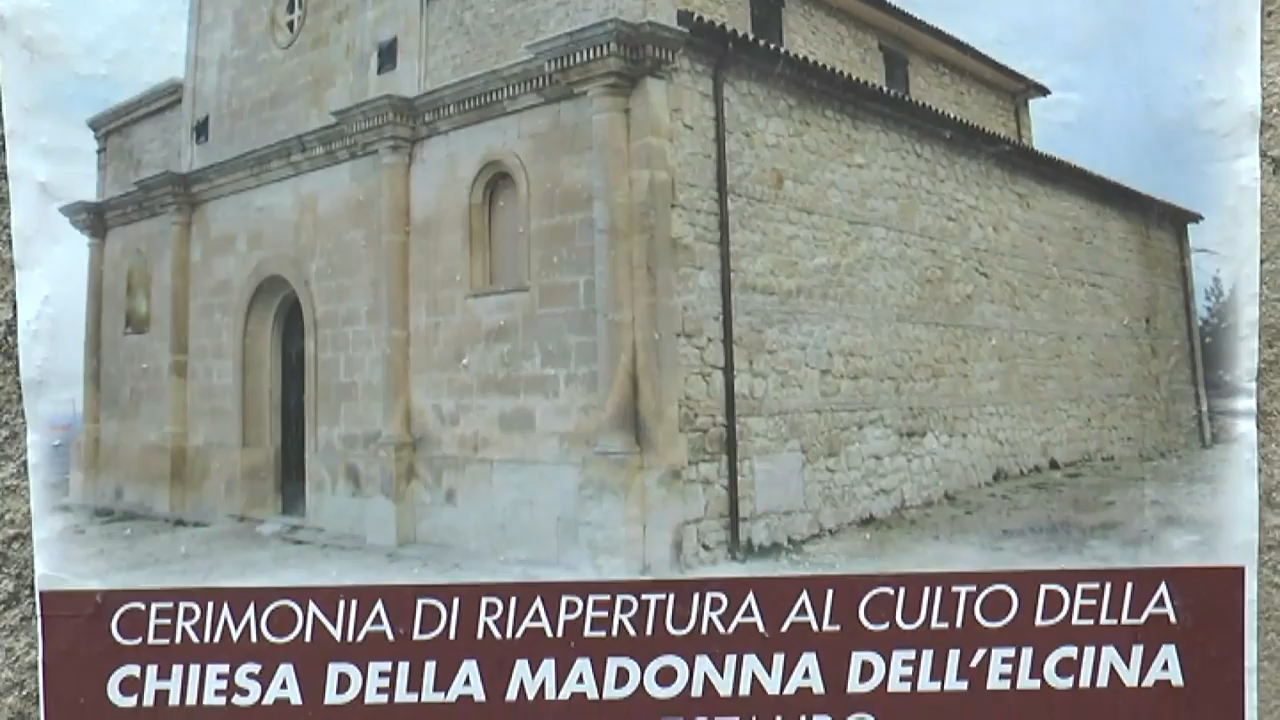 CERIMONIA DI RIAPERTURA AL CULTO DELLA
CHIESA DELLA MADONNA DELL'ELCINA